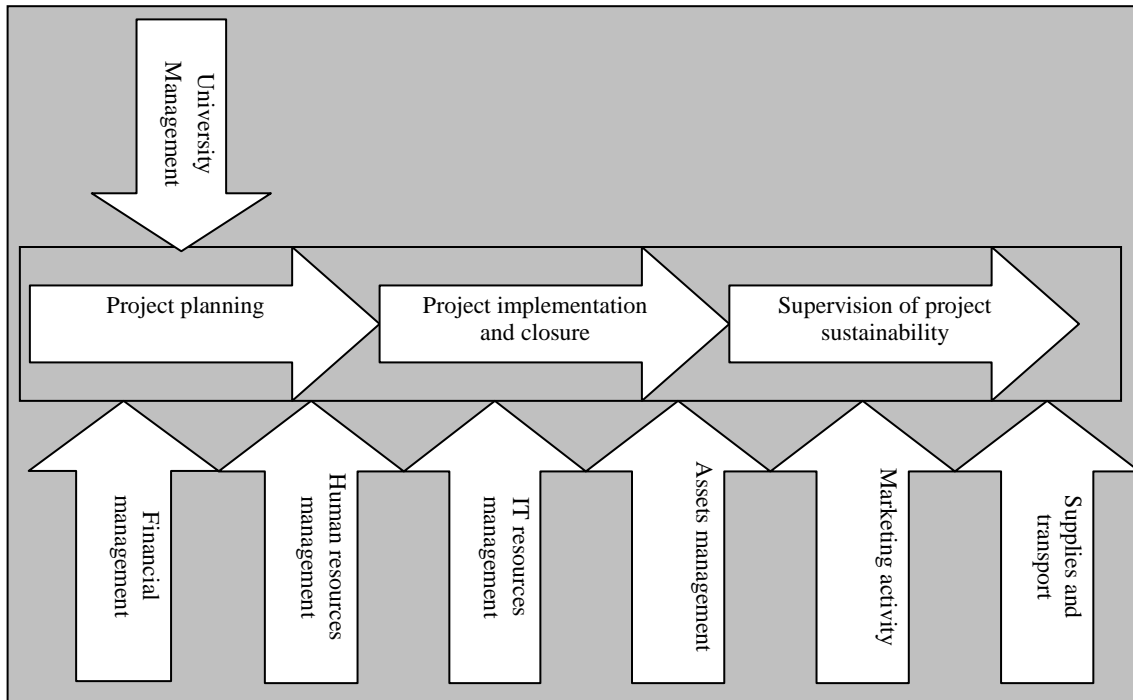 University
Management
Project planning
Project implementation
and closure
Supervision of project
sustainability
Financial
management
Human resources
management
IT resources
management
Assets management
Marketing activity
Supplies and
transport